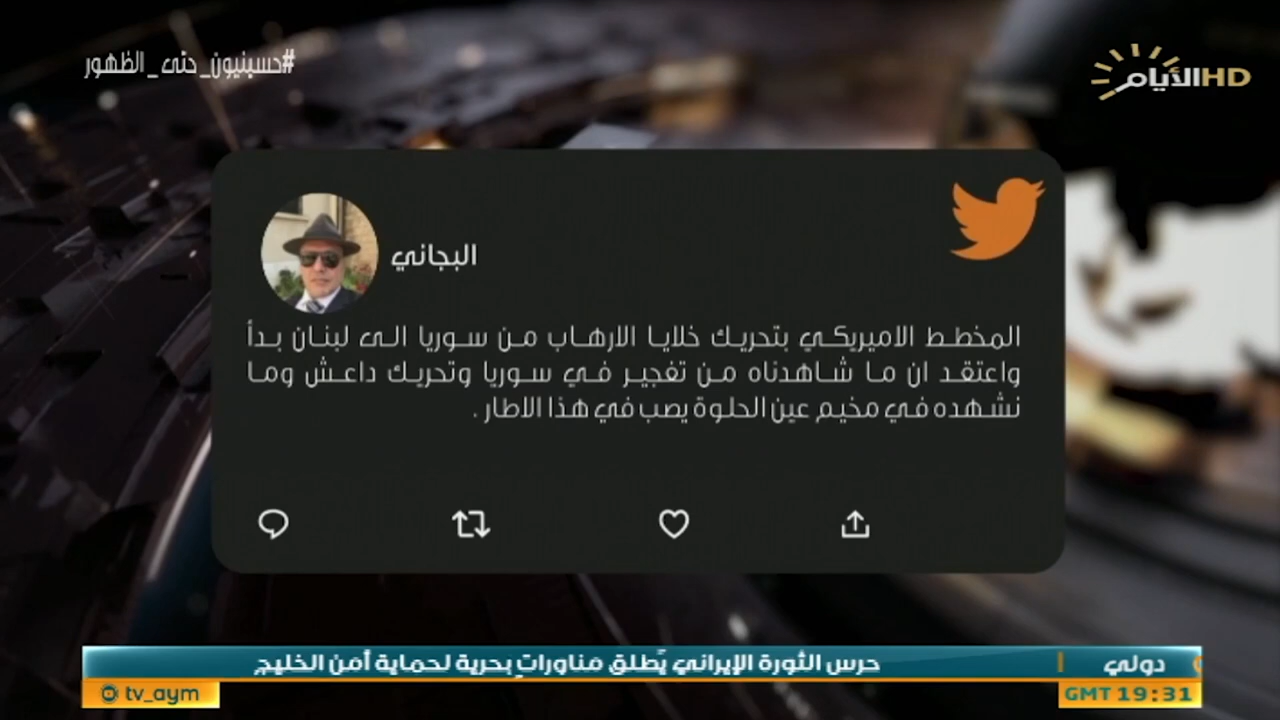 #حسينيون_حتى_الظهور
الأيام HD
البجاني
المخطط الاميريكي بتحريك خلايا الارهاب من سوريا الى لبنان بدأ
واعتقد ان ما شاهدناه من تفجير في سوريا وتحريك داعش وما
نشهده في مخيم عين الحلوة يصب في هذا الاطار .
دولي
حرس الثورة الإيراني يُطلق مناوراتٍ بحرية لحماية أمن الخليج
GMT 19:31
tv_aym